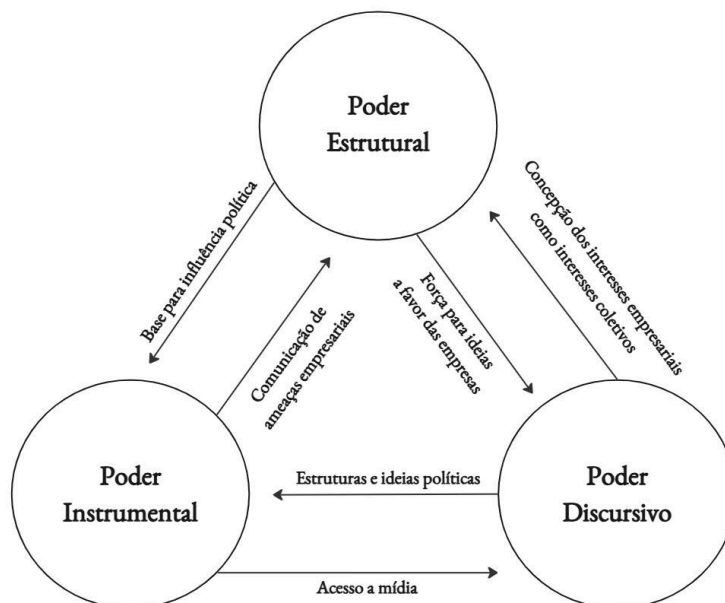 Poder
Estrutural
Base para influência política
Comunicação de
ameaças empresariais
Força para ideias
a favor das empresas
Concepção dos interesses empresariais
como interesses coletivos
Poder
Instrumental
Estruturas e ideias políticas
Poder
Discursivo
Acesso a mídia